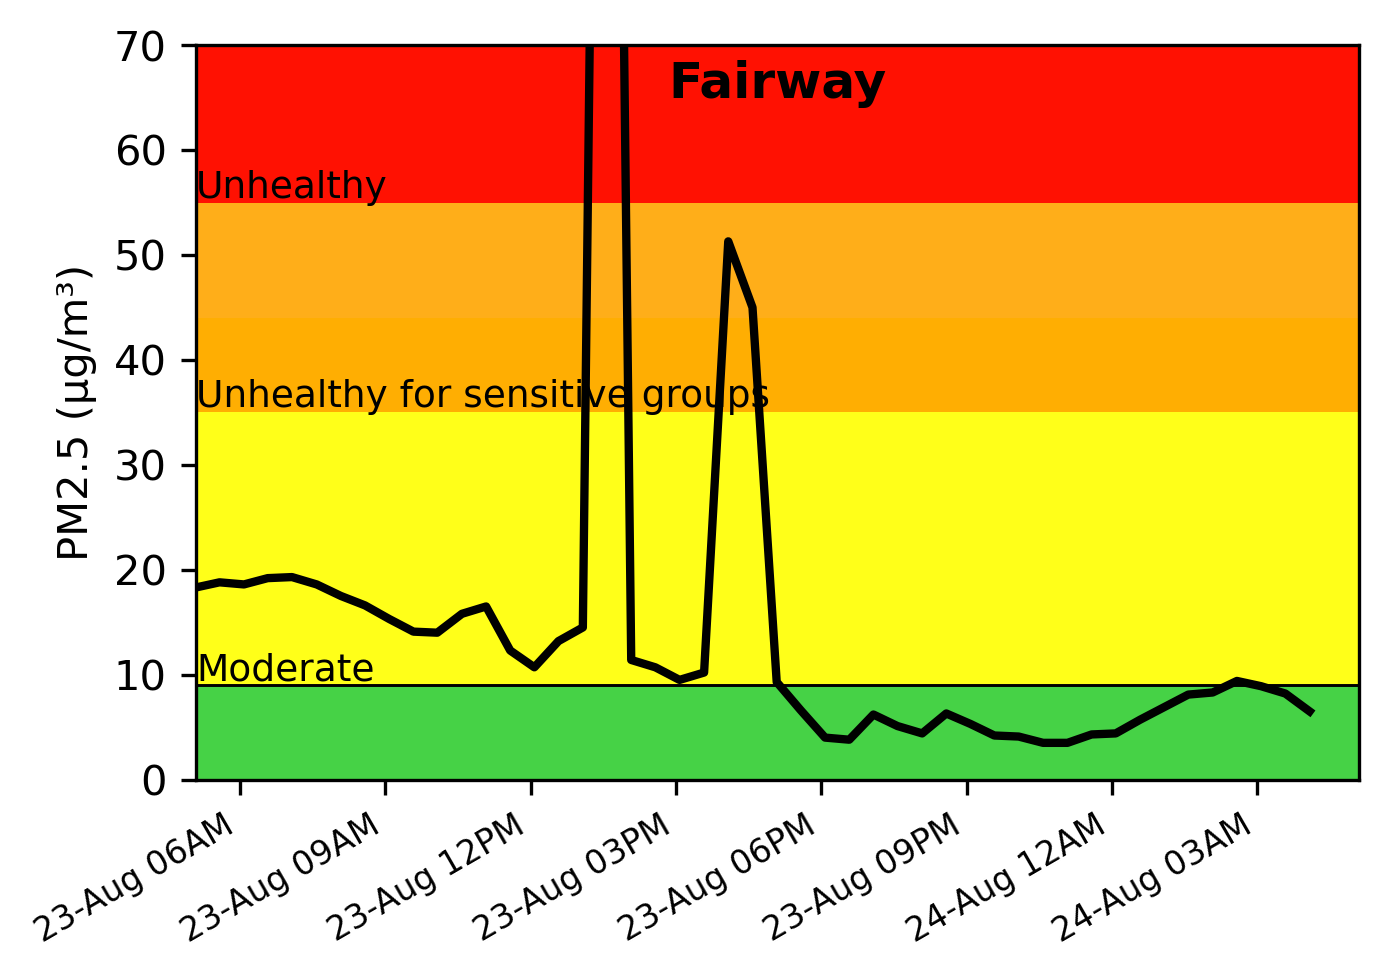 Fairway
PM2.5 (µg/m³)
70
60
50
40
30
20
10
0
Unhealthy
Unhealthy for sensitive groups
Moderate
23-Aug 06AM
23-Aug 09AM
23-Aug 12PM
23-Aug 03PM
23-Aug 06PM
23-Aug 09PM
24-Aug 12AM
24-Aug 03AM